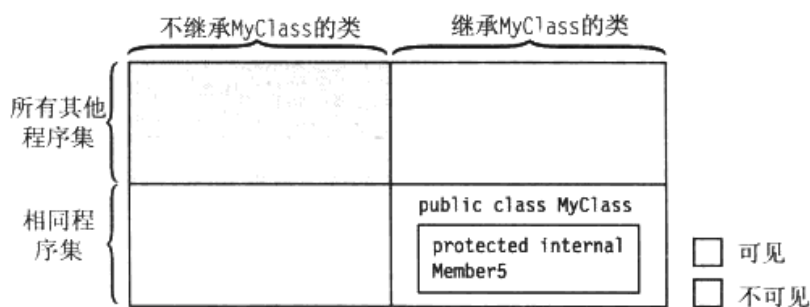 不继承MyClass的类
继承MyClass的类
所有其他
程序集
相同程
序集
public class MyClass
protected internal
Member5
可见
不可见